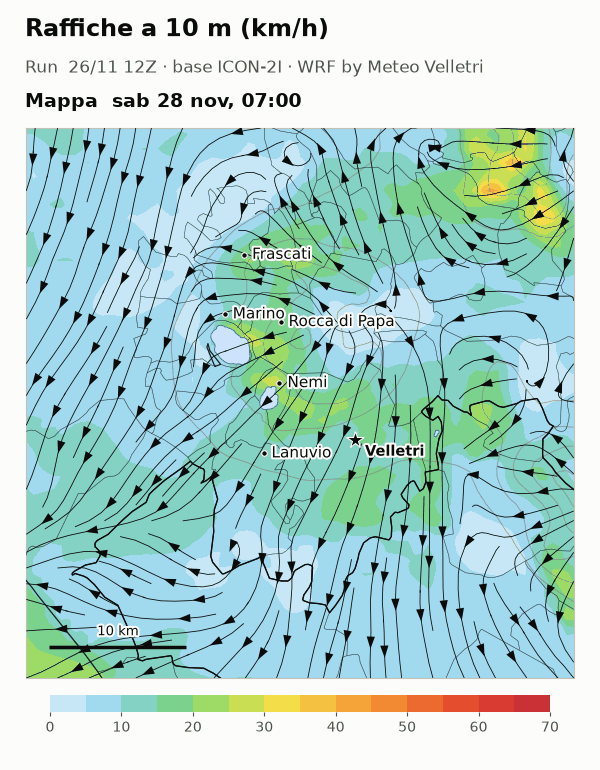 Raffiche a 10 m (km/h)
Run  26/11 12Z · base ICON-2I · WRF by Meteo Velletri
Mappa  sab 28 nov, 07:00
Frascati
Marino
Rocca di Papa
Nemi
Velletri
Lanuvio
10 km
0 10 20 30 40 50 60 70